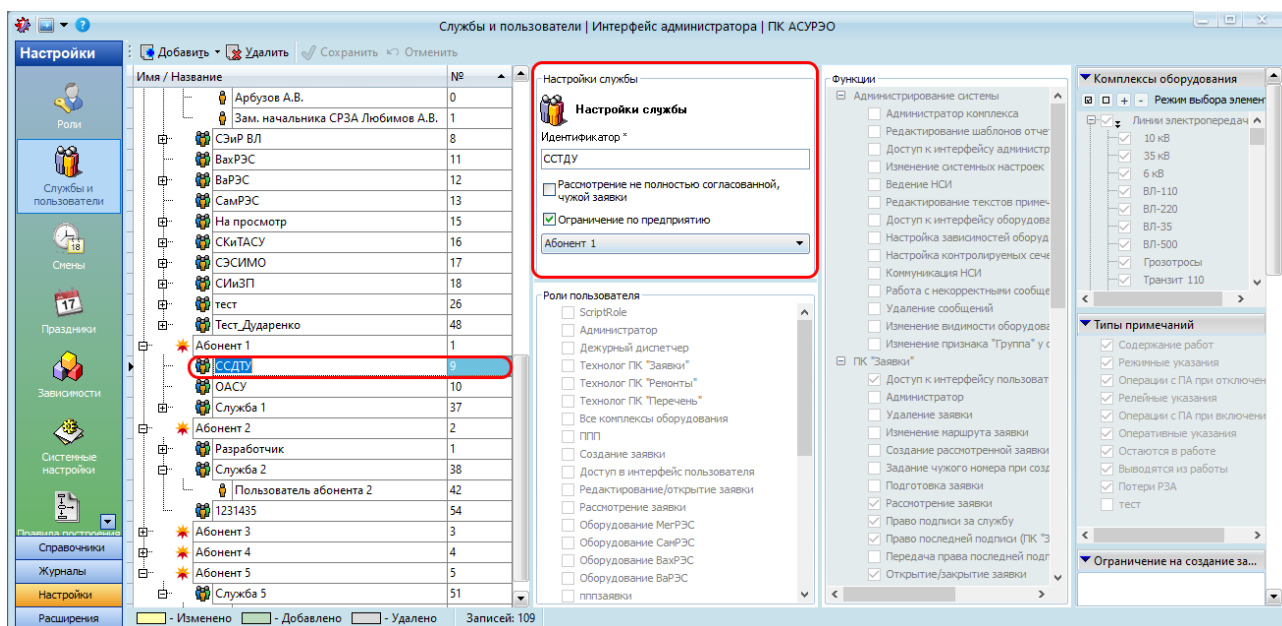 Службы и пользователи | Интерфейс администратора | ПК АСУРЭО
Настройки
Добавить
Удалить
Сохранить
Отменить
Роли
Службы и
пользователи
Смены
18
Праздники
17
Зависимости
Системные
настройки
Правила построения
Справочники
Журналы
Настройки
Расширения
Имя / Название №
Арбузов А.В. 0
Зам. начальника СРЗА Любимов А.В. 1
СЭиР ВЛ 8
ВахРЭС 11
ВаРЭС 12
СамРЭС 13
На просмотр 15
СКиТАСУ 16
СЭСИМО 17
СИиЗП 18
тест 26
Тест_Дударенко 48
Абонент 1 1
ССДТУ 9
ОАСУ 10
Служба 1 37
Абонент 2 2
Разработчик 1
Служба 2 38
Пользователь абонента 2 42
1231435 54
Абонент 3 3
Абонент 4 4
Абонент 5 5
Служба 5 51
- Изменено - Добавлено - Удалено Записей: 109
Настройки службы
Настройки службы
Идентификатор *
ССТДУ
Рассмотрение не полностью согласованной,
чужой заявки
Ограничение по предприятию
Абонент 1
Роли пользователя
ScriptRole
Администратор
Дежурный диспетчер
Технолог ПК "Заявки"
Технолог ПК "Ремонты"
Технолог ПК "Перечень"
Все комплексы оборудования
ППП
Создание заявки
Доступ в интерфейс пользователя
Редактирование/открытие заявки
Рассмотрение заявки
Оборудование МегРЭС
Оборудование СанРЭС
Оборудование ВахРЭС
Оборудование ВаРЭС
пппзаявки
Функции
Администрирование системы
Администратор комплекса
Редактирование шаблонов отче
Доступ к интерфейсу администр
Изменение системных настроек
Ведение НСИ
Редактирование текстов примеч
Доступ к интерфейсу оборудова
Настройка зависимостей оборуд
Настройка контролируемых сече
Коммуникация НСИ
Работа с некорректными сообще
Удаление сообщений
Изменение видимости оборудова
Изменение признака "Группа" у с
ПК "Заявки"
Доступ к интерфейсу пользоват
Администратор
Удаление заявки
Изменение маршрута заявки
Создание рассмотренной заявки
Задание чужого номера при созд
Подготовка заявки
Рассмотрение заявки
Право подписи за службу
Право последней подписи (ПК "З
Передача права последней подп
Открытие/закрытие заявки
Комплексы оборудования
Режим выбора элемен
Линии электропередач
10 кВ
35 кВ
6 кВ
ВЛ-110
ВЛ-220
ВЛ-35
ВЛ-500
Грозотросы
Транзит 110
Типы примечаний
Содержание работ
Режимные указания
Операции с ПА при отключен
Релейные указания
Операции с ПА при включени
Оперативные указания
Остаются в работе
Выводятся из работы
Потери РЗА
тест
Ограничение на создание за...